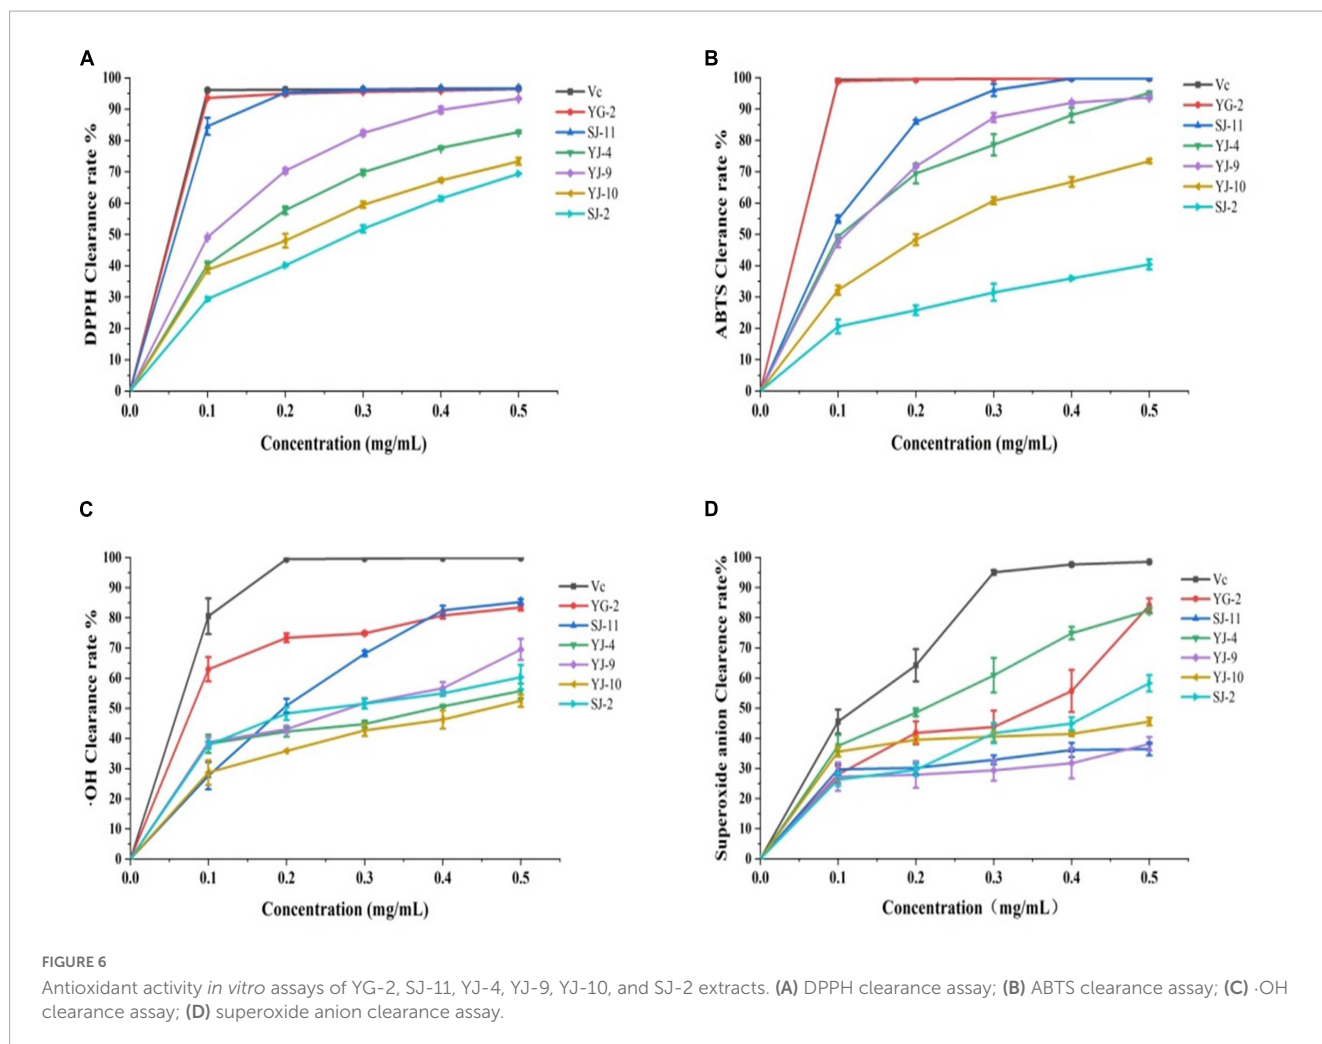 A
100
90
80
70
60
50
40
30
20
10
0
DPPH Clearance rate %
0.0 0.1 0.2 0.3 0.4 0.5
Concentration (mg/mL)
Vc
YG-2
SJ-11
YJ-4
YJ-9
YJ-10
SJ-2
B
100
90
80
70
60
50
40
30
20
10
0
ABTS Clerance rate %
0.0 0.1 0.2 0.3 0.4 0.5
Concentration (mg/mL)
Vc
YG-2
SJ-11
YJ-4
YJ-9
YJ-10
SJ-2
C
100
90
80
70
60
50
40
30
20
10
0
·OH Clearance rate %
0.0 0.1 0.2 0.3 0.4 0.5
Concentration (mg/mL)
Vc
YG-2
SJ-11
YJ-4
YJ-9
YJ-10
SJ-2
D
100
90
80
70
60
50
40
30
20
10
0
Superoxide anion Clearence rate%
0.0 0.1 0.2 0.3 0.4 0.5
Concentration（mg/mL）
Vc
YG-2
SJ-11
YJ-4
YJ-9
YJ-10
SJ-2
FIGURE 6
Antioxidant activity in vitro assays of YG-2, SJ-11, YJ-4, YJ-9, YJ-10, and SJ-2 extracts. (A) DPPH clearance assay; (B) ABTS clearance assay; (C) ·OH
clearance assay; (D) superoxide anion clearance assay.